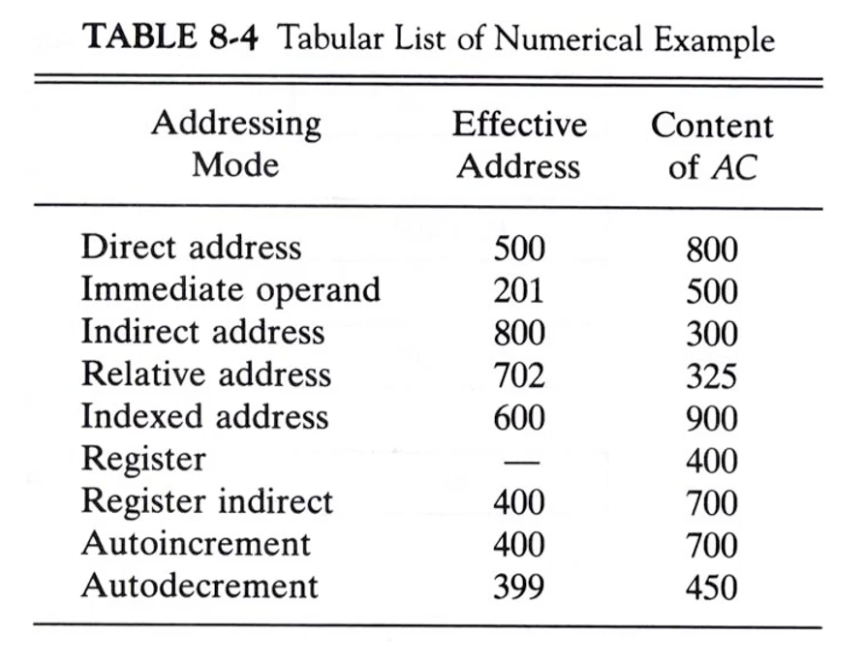 TABLE 8-4 Tabular List of Numerical Example
Addressing Mode | Effective Address | Content of AC
Direct address 500 800
Immediate operand 201 500
Indirect address 800 300
Relative address 702 325
Indexed address 600 900
Register — 400
Register indirect 400 700
Autoincrement 400 700
Autodecrement 399 450